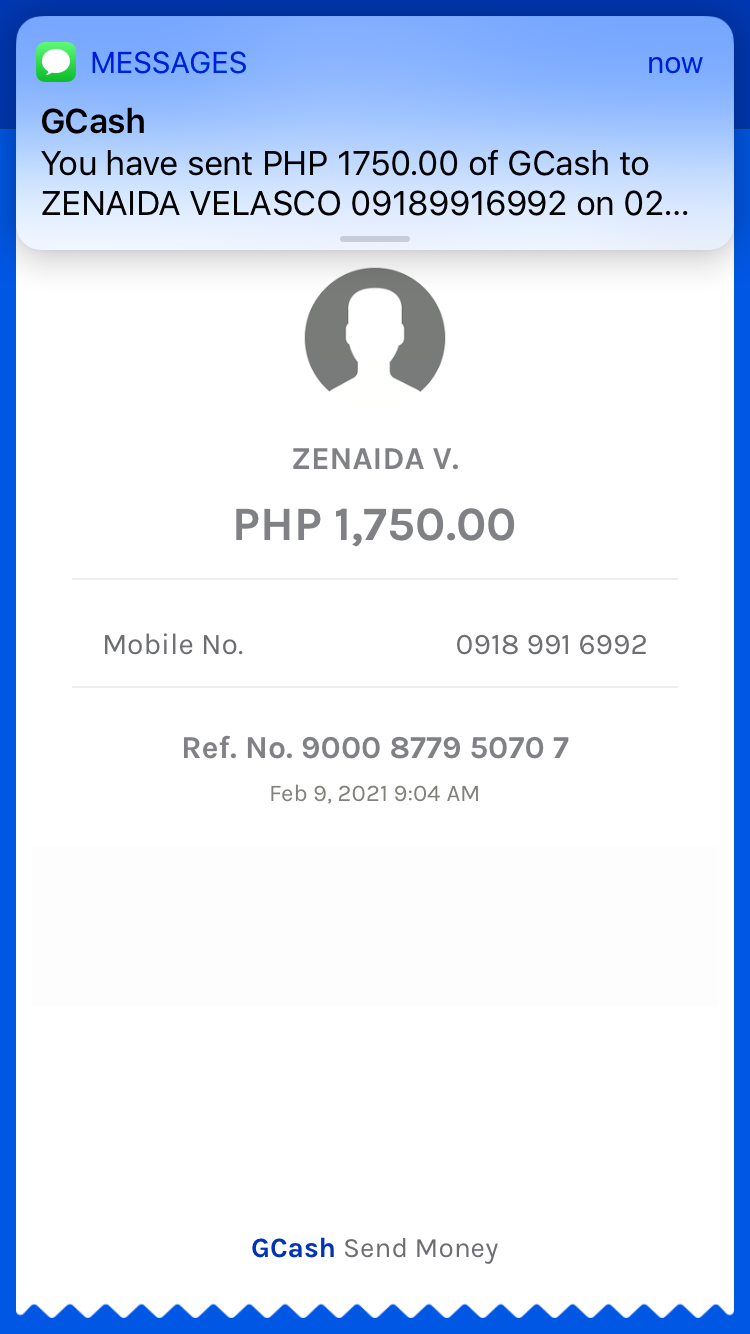 MESSAGES now
GCash
You have sent PHP 1750.00 of GCash to
ZENAIDA VELASCO 09189916992 on 02...
ZENAIDA V.
PHP 1,750.00
Mobile No. 0918 991 6992
Ref. No. 9000 8779 5070 7
Feb 9, 2021 9:04 AM
GCash Send Money